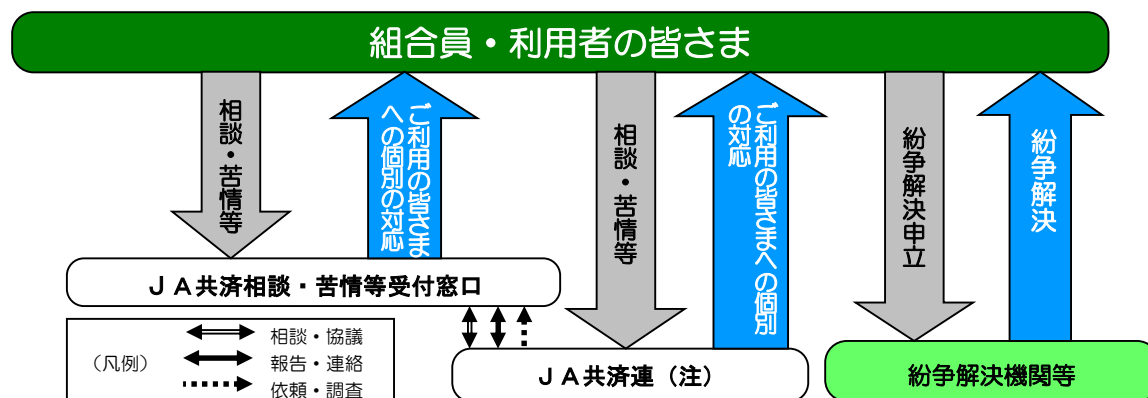 組合員・利用者の皆さま
相談・苦情等
ご利用の皆さま
への個別の対応
相談・苦情等
ご利用の皆さまへの個別
の対応
紛争解決申立
紛争解決
ＪＡ共済相談・苦情等受付窓口
（凡例）
相談・協議
報告・連絡
依頼・調査
ＪＡ共済連（注）
紛争解決機関等